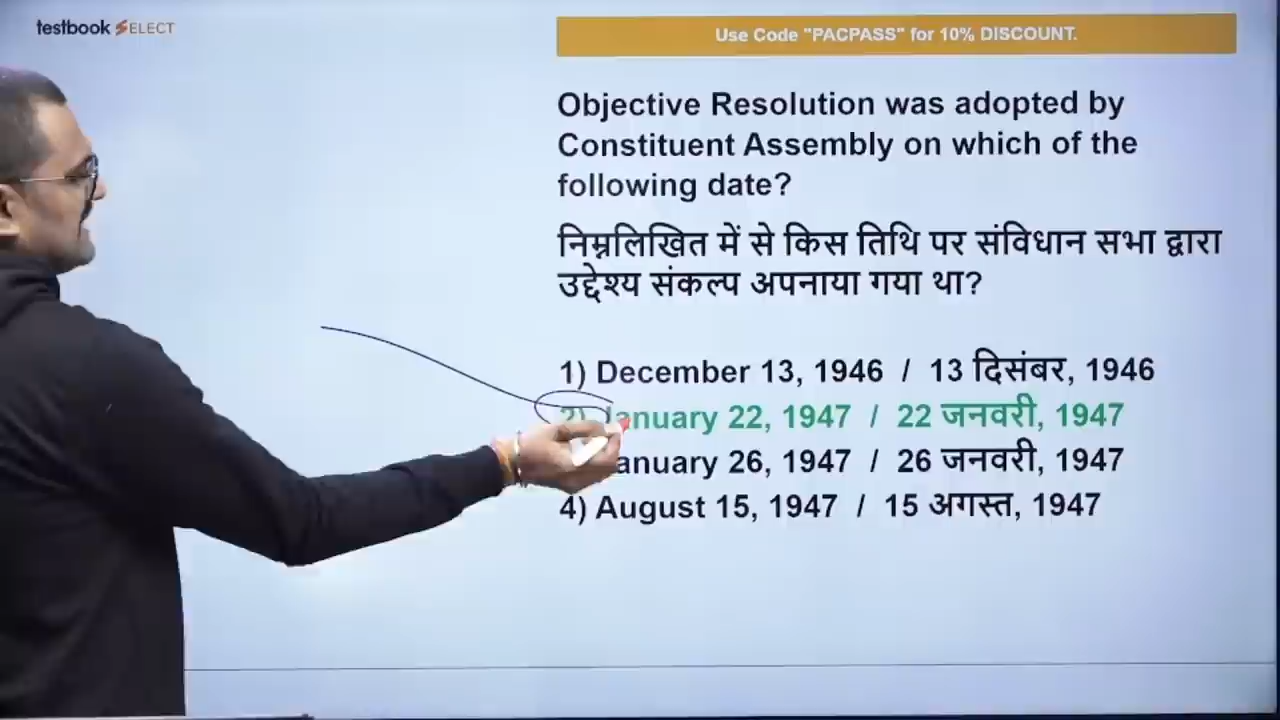 testbook SELECT
Use Code "PACPASS" for 10% DISCOUNT.
Objective Resolution was adopted by
Constituent Assembly on which of the
following date?
निम्नलिखित में से किस तिथि पर संविधान सभा द्वारा
उद्देश्य संकल्प अपनाया गया था?
1) December 13, 1946 / 13 दिसंबर, 1946
2) January 22, 1947 / 22 जनवरी, 1947
anuary 26, 1947 / 26 जनवरी, 1947
4) August 15, 1947 / 15 अगस्त, 1947